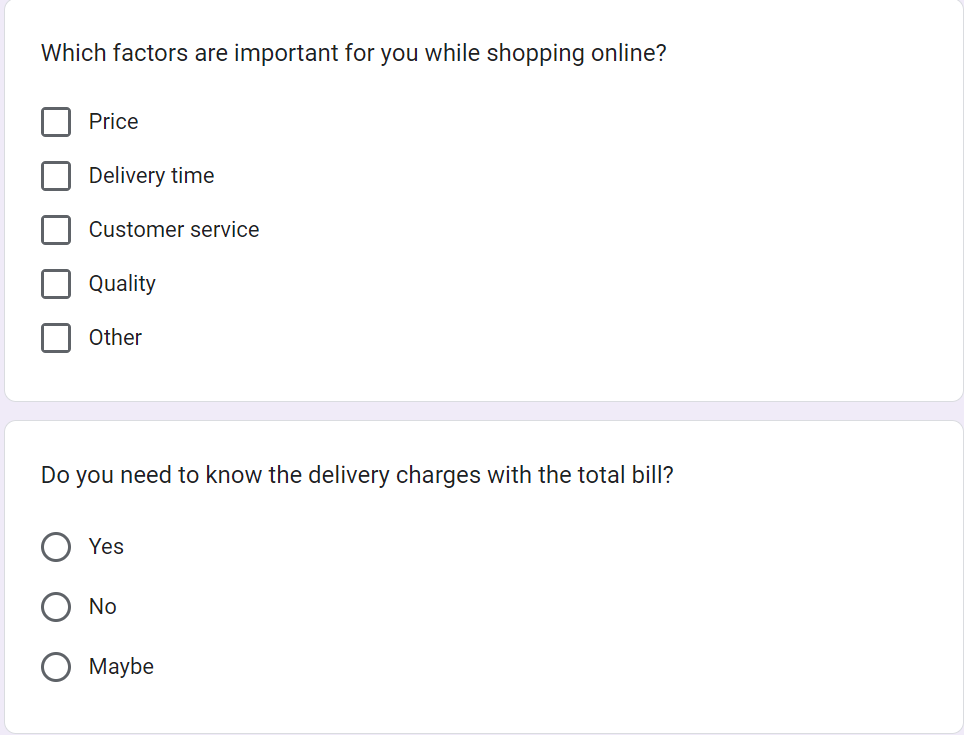 Which factors are important for you while shopping online?
Price
Delivery time
Customer service
Quality
Other
Do you need to know the delivery charges with the total bill?
Yes
No
Maybe